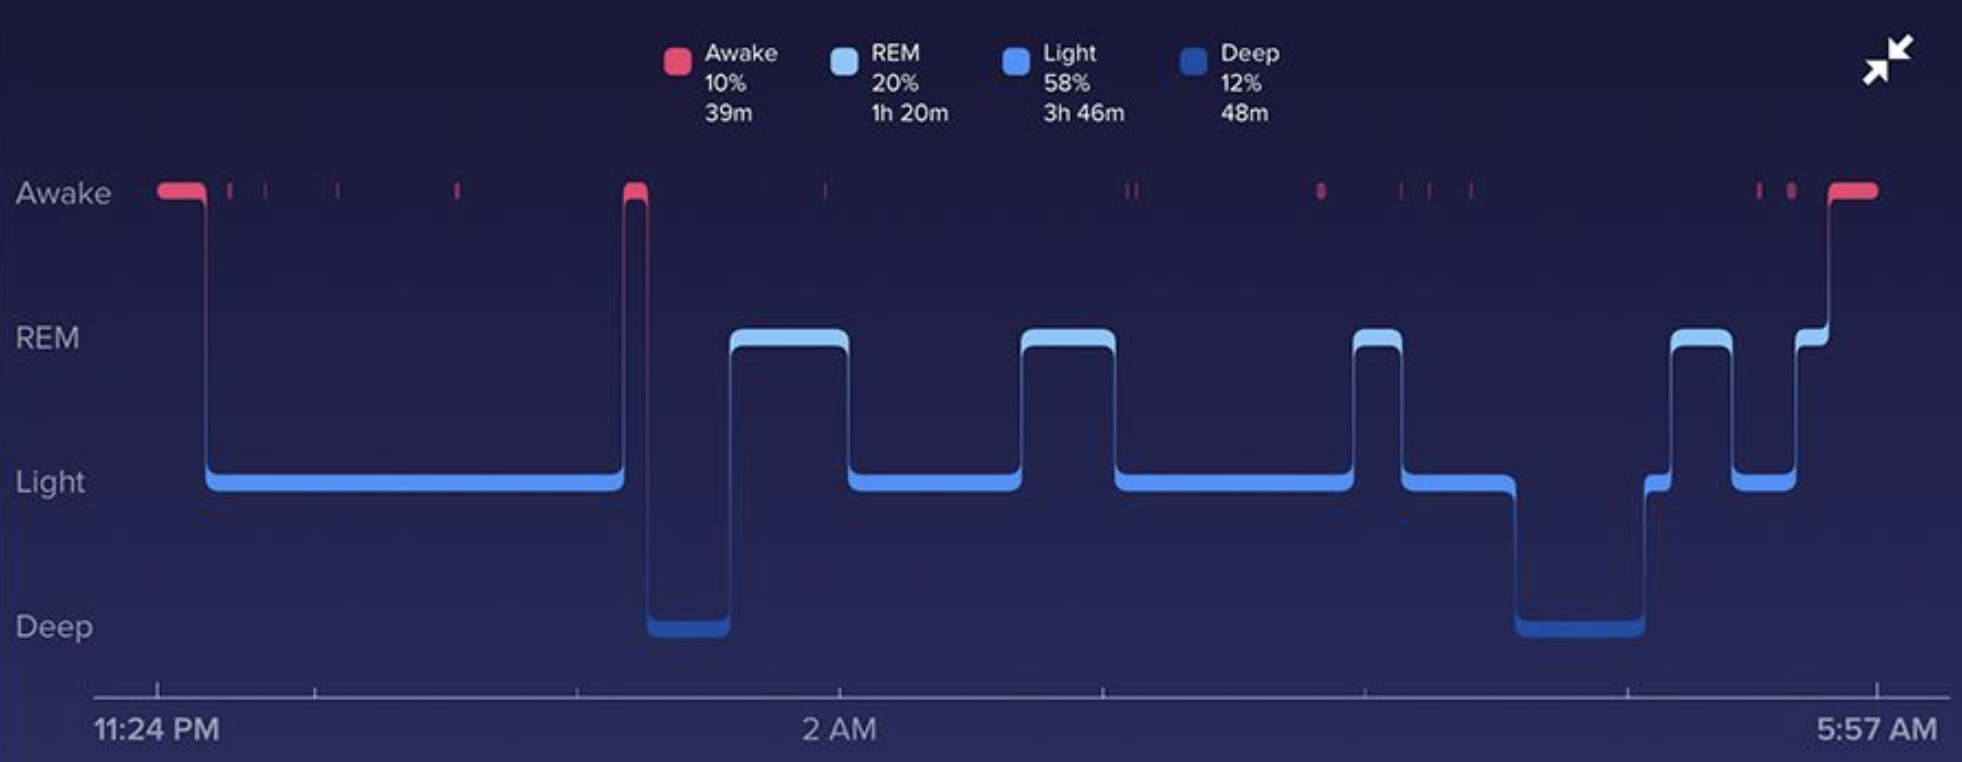 Awake
10%
39m
REM
20%
1h 20m
Light
58%
3h 46m
Deep
12%
48m
Awake
REM
Light
Deep
11:24 PM
2 AM
5:57 AM